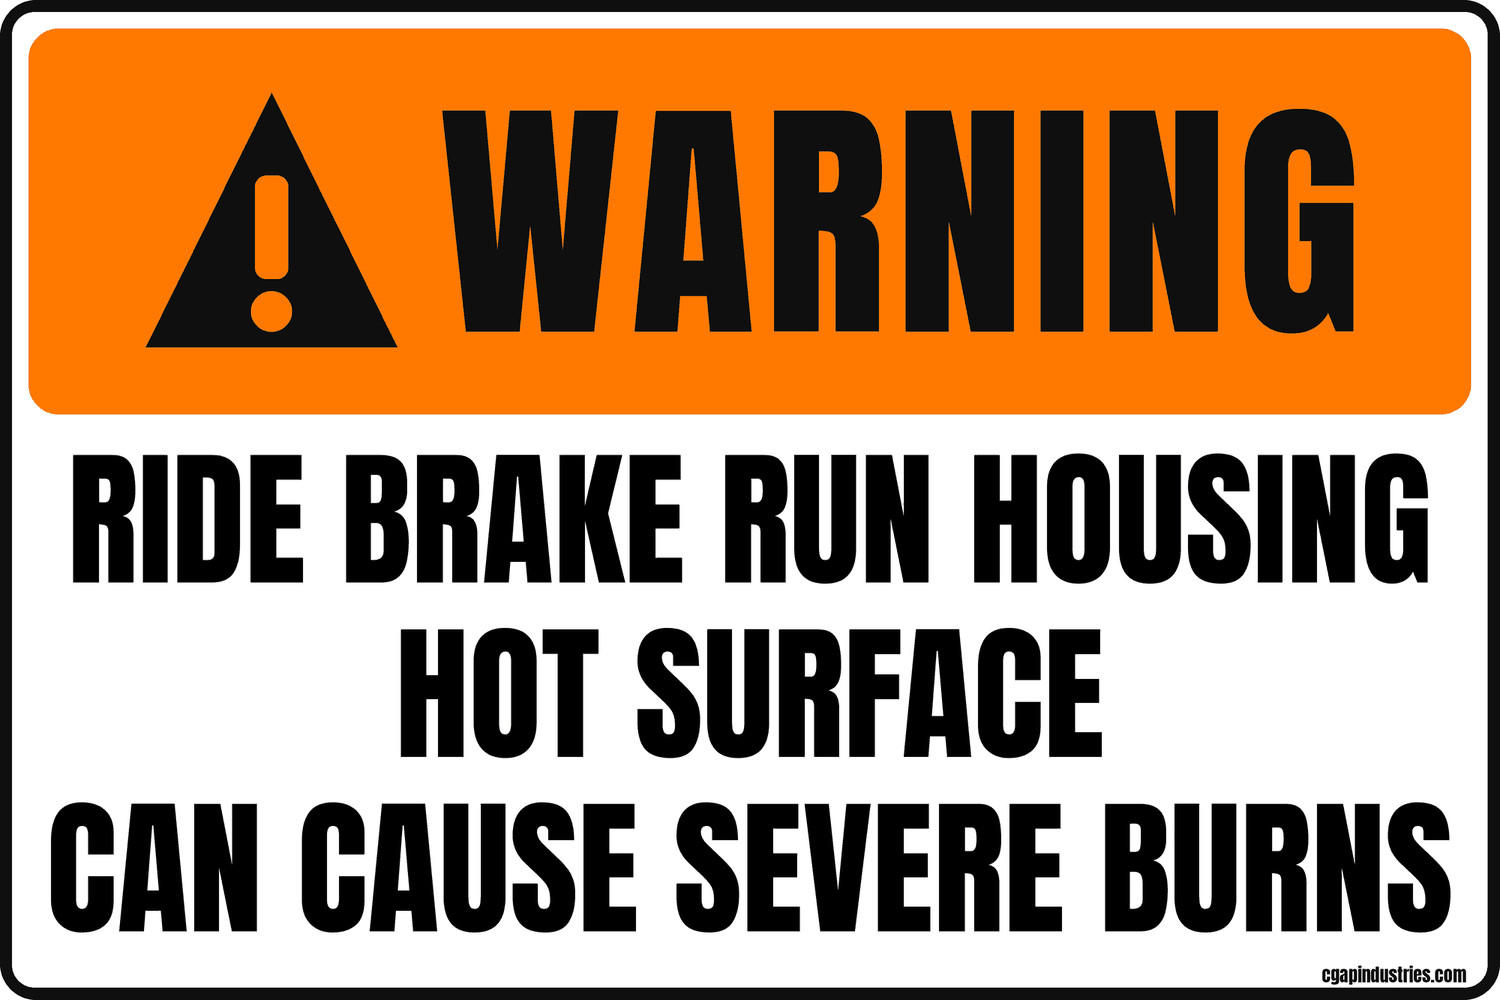 WARNING
RIDE BRAKE RUN HOUSING
HOT SURFACE
CAN CAUSE SEVERE BURNS
cgapindustries.com